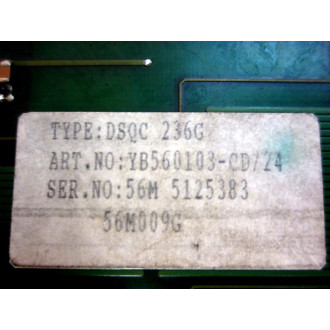 TYPE:DSQC 236G
ART.NO:YB560103-CD/24
SER.NO:56M 5125383
56M009G